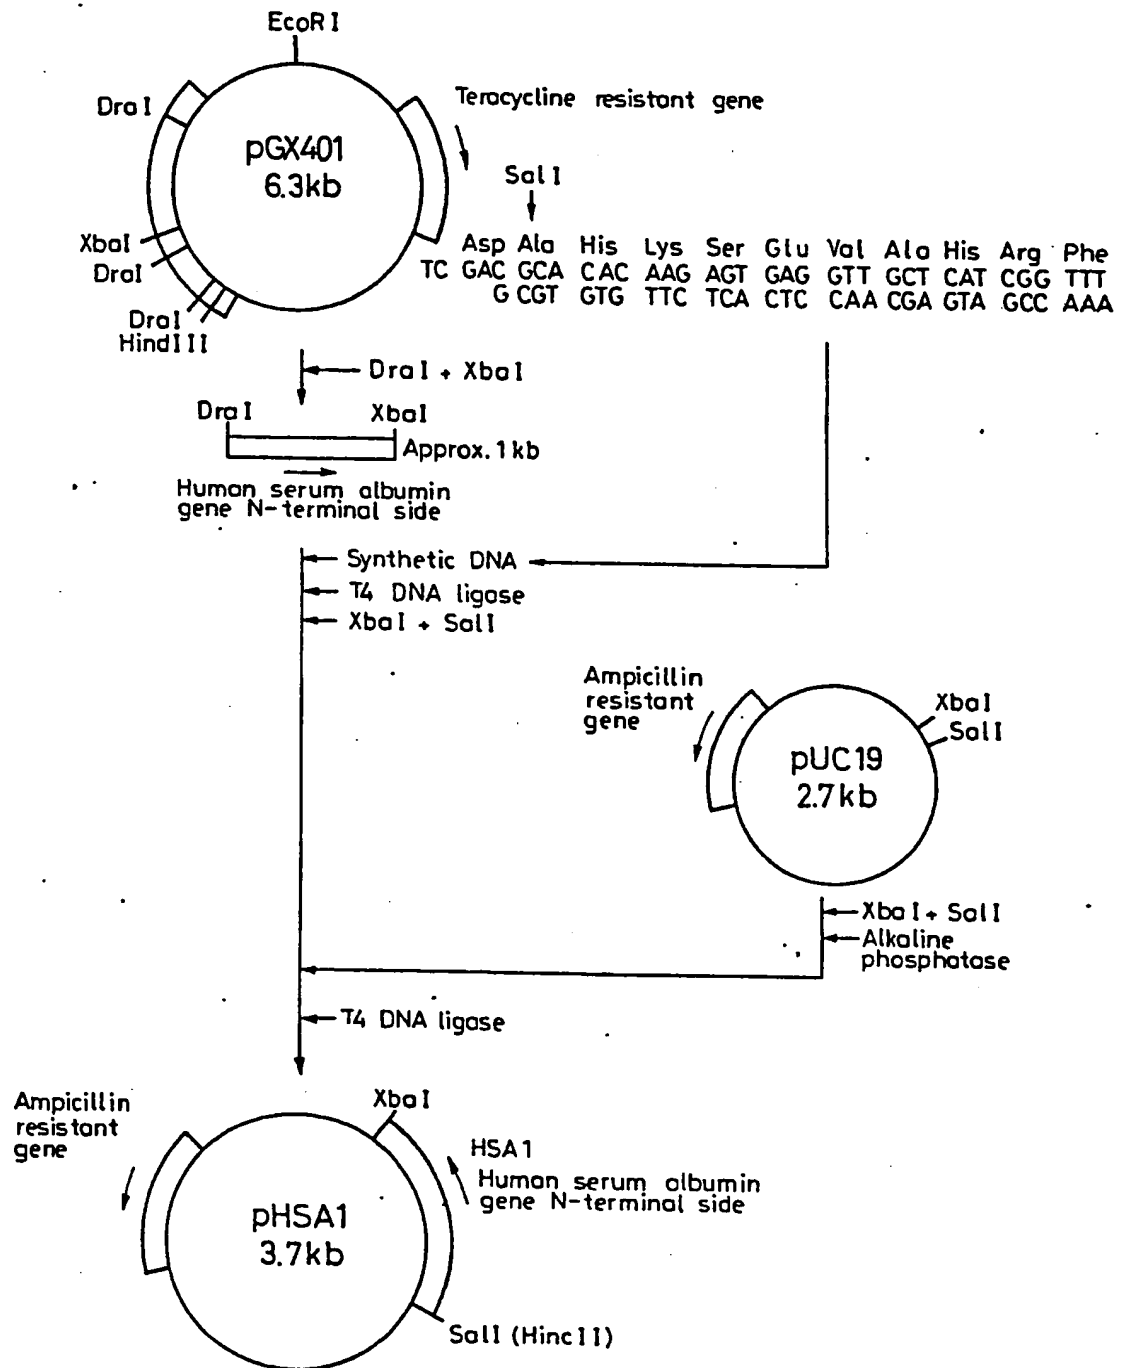 EcoRI
DraI
Teracycline resistant gene
pGX401
6.3kb
SalI
XbaI
DraI
DraI
HindIII
Asp Ala His Lys Ser Glu Val Ala His Arg Phe
TC GAC GCA CAC AAG AGT GAG GTT GCT CAT CGG TTT
G CGT GTG TTC TCA CTC CAA CGA GTA GCC AAA
DraI + XbaI
DraI XbaI
Approx. 1 kb
Human serum albumin
gene N-terminal side
Synthetic DNA
T4 DNA ligase
XbaI + SalI
Ampicillin
resistant
gene
XbaI
SalI
pUC19
2.7kb
XbaI + SalI
Alkaline
phosphatase
T4 DNA ligase
Ampicillin
resistant
gene
XbaI
HSA1
Human serum albumin
gene N-terminal side
pHSA1
3.7kb
SalI (HincII)